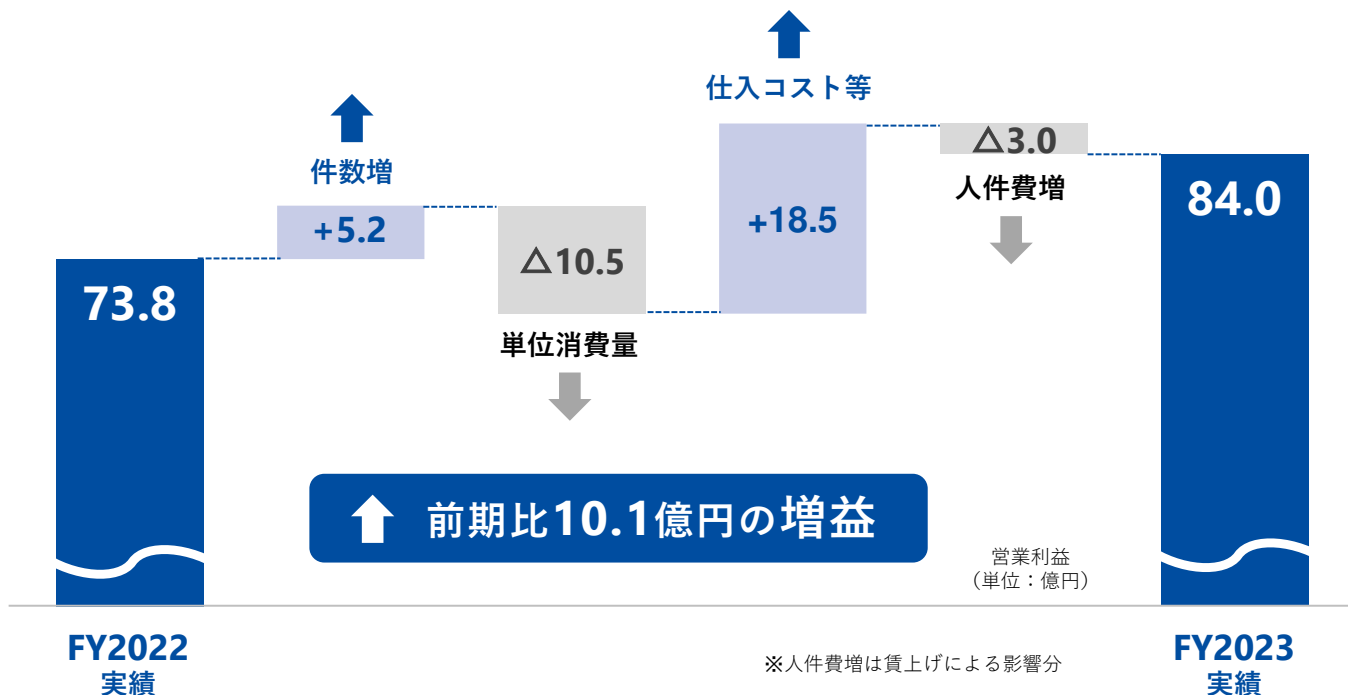 仕入コスト等
件数増
+5.2
△10.5
単位消費量
+18.5
△3.0
人件費増
73.8
84.0
前期比10.1億円の増益
営業利益
（単位：億円）
FY2022
実績
※人件費増は賃上げによる影響分
FY2023
実績